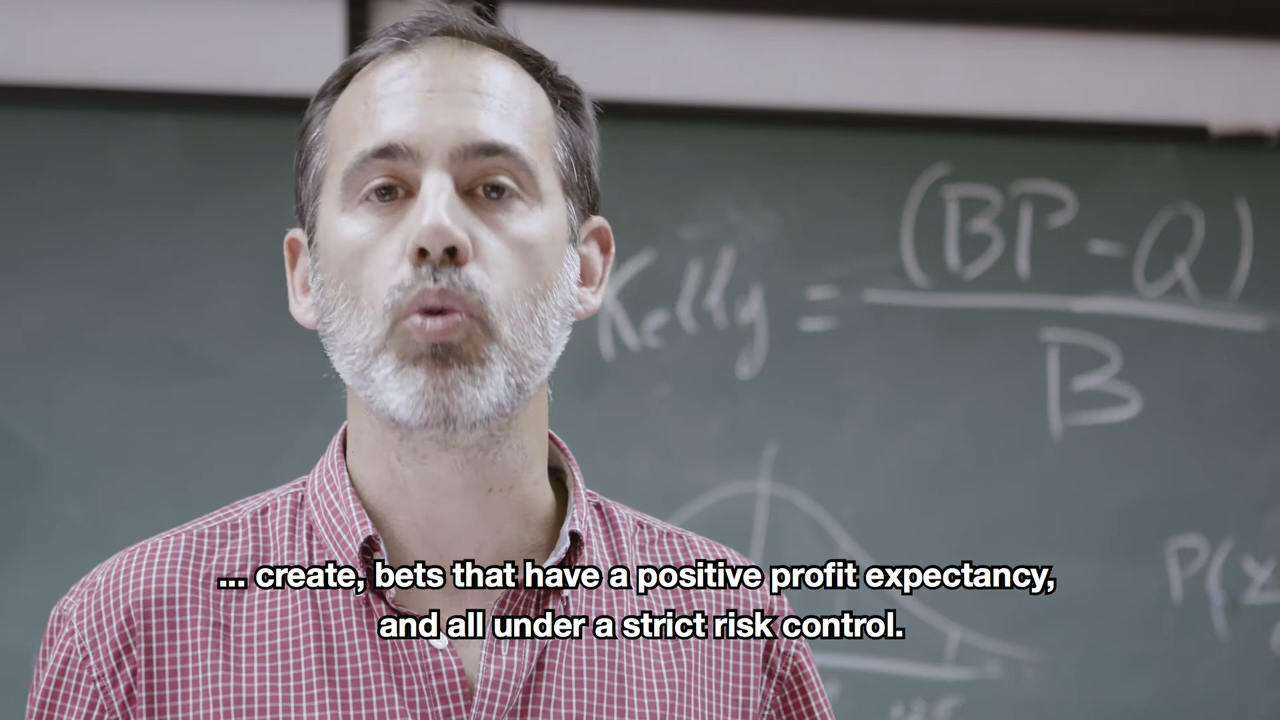 (BP - Q)
Kelly =
B
P(
... create, bets that have a positive profit expectancy,
and all under a strict risk control.